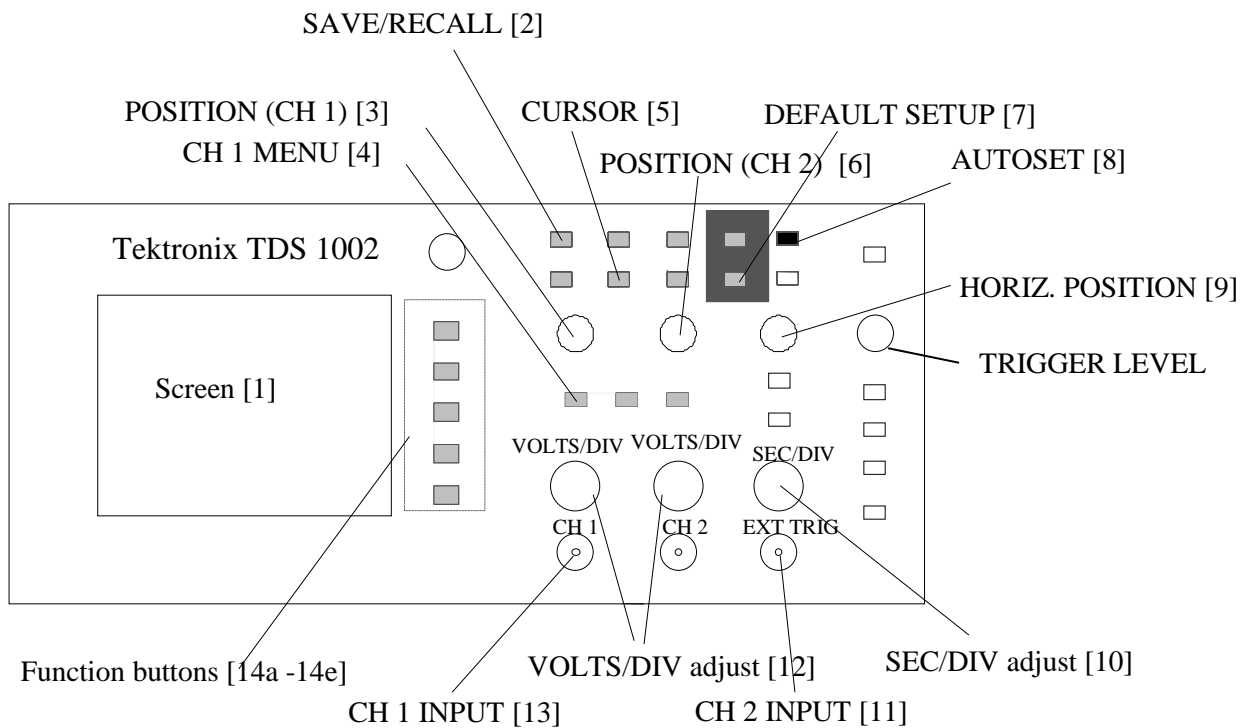 SAVE/RECALL [2]
POSITION (CH 1) [3]
CURSOR [5]
DEFAULT SETUP [7]
CH 1 MENU [4]
POSITION (CH 2) [6]
AUTOSET [8]
Tektronix TDS 1002
HORIZ. POSITION [9]
TRIGGER LEVEL
Screen [1]
VOLTS/DIV
VOLTS/DIV
SEC/DIV
CH 1
CH 2
EXT TRIG
Function buttons [14a -14e]
VOLTS/DIV adjust [12]
SEC/DIV adjust [10]
CH 1 INPUT [13]
CH 2 INPUT [11]